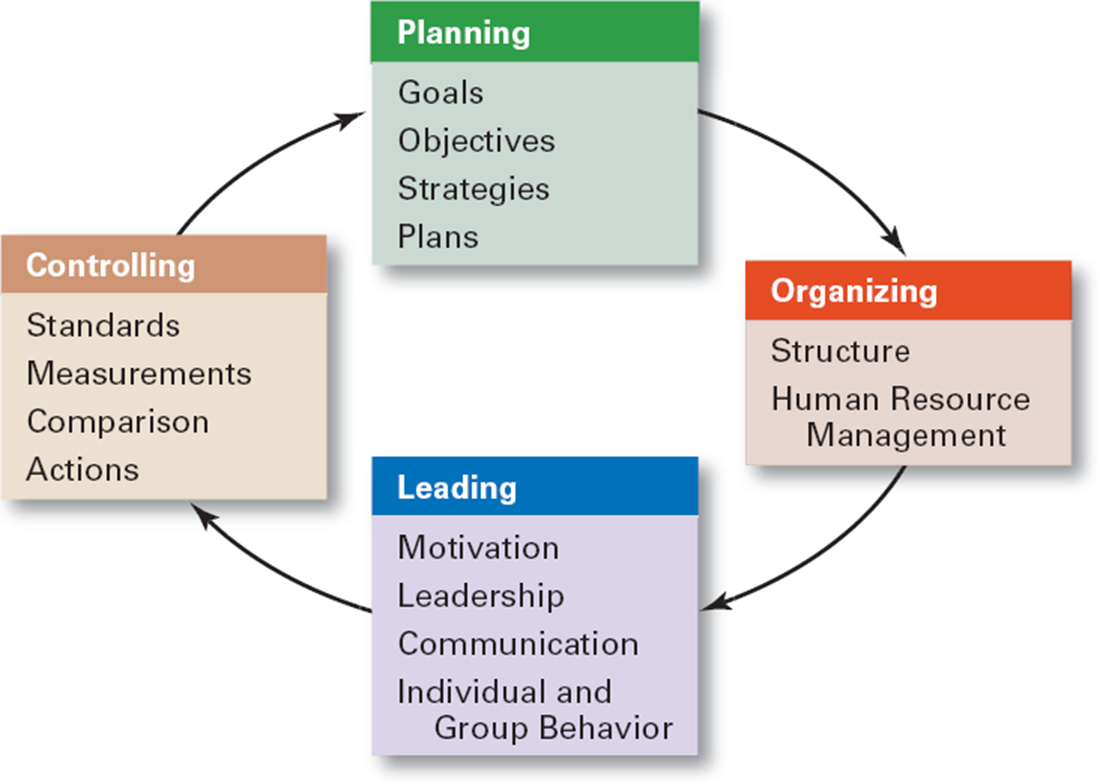 Planning
Goals
Objectives
Strategies
Plans
Organizing
Structure
Human Resource
Management
Leading
Motivation
Leadership
Communication
Individual and
Group Behavior
Controlling
Standards
Measurements
Comparison
Actions